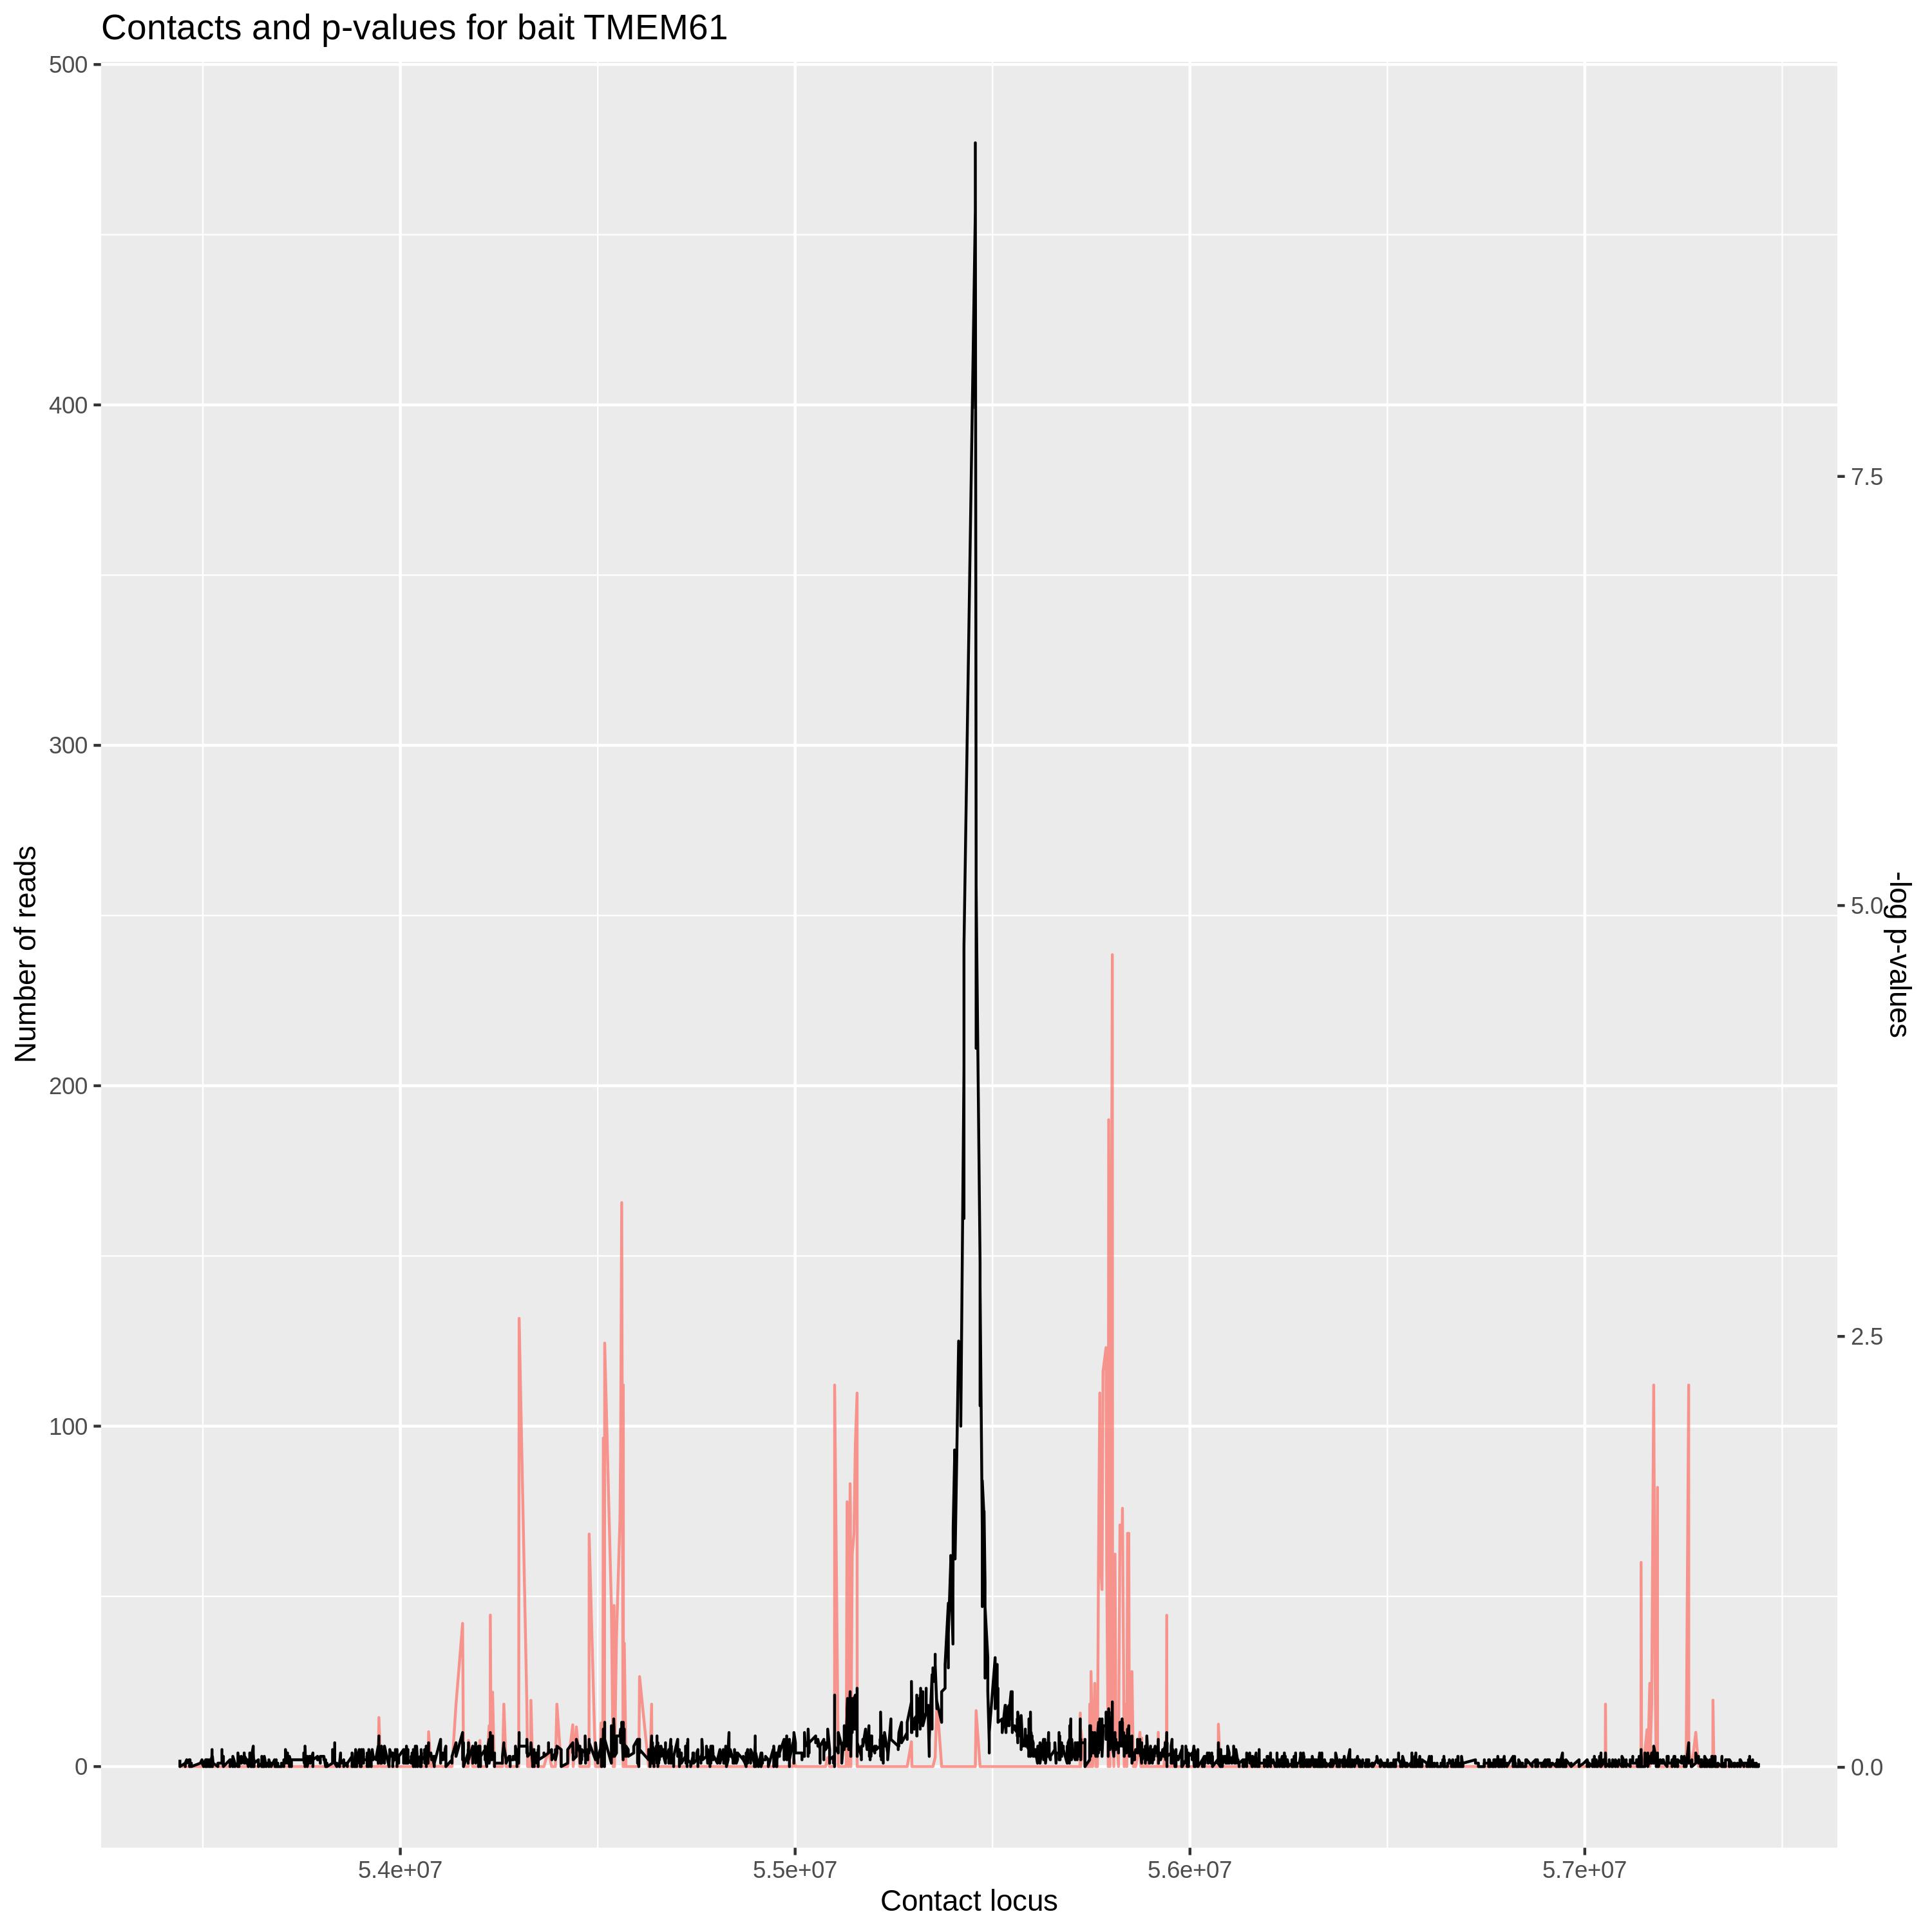 Contacts and p-values for bait TMEM61
500
400
300
200
100
0
Number of reads
7.5
5.0
2.5
0.0
-log p-values
5.4e+07
5.5e+07
5.6e+07
5.7e+07
Contact locus